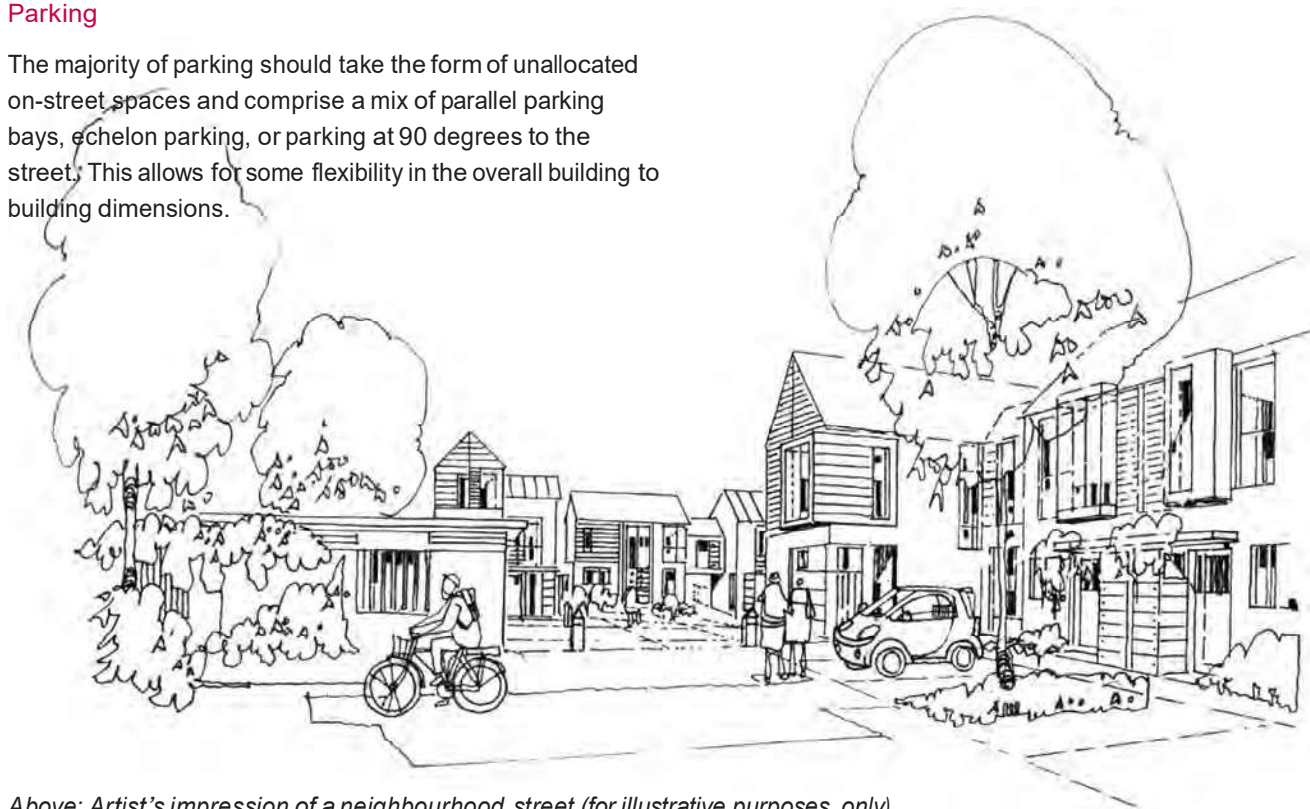 Parking
The majority of parking should take the form of unallocated
on-street spaces and comprise a mix of parallel parking
bays, echelon parking, or parking at 90 degrees to the
street. This allows for some flexibility in the overall building to
building dimensions.
Above: Artist's impression of a neighbourhood street (for illustrative purposes only)